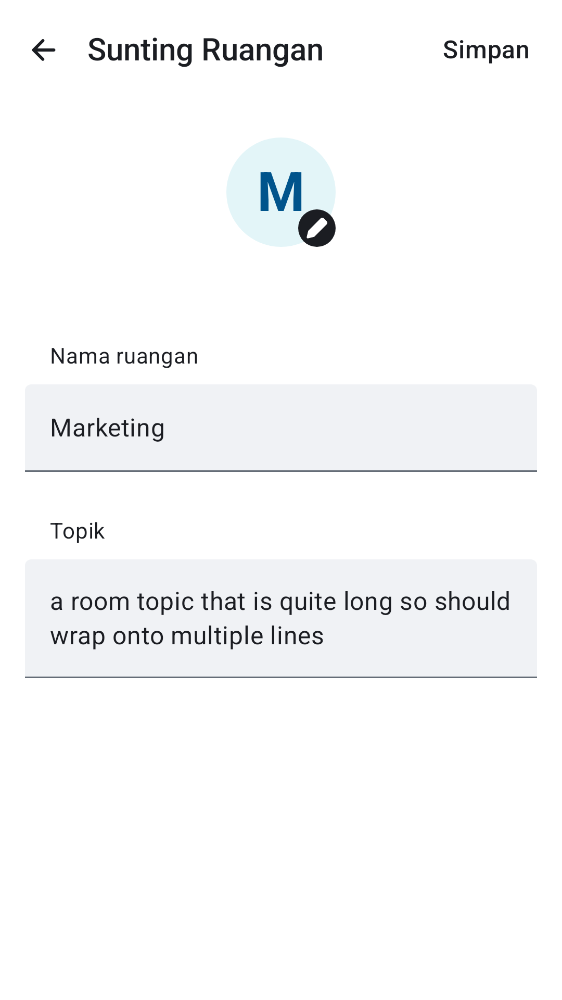 Sunting Ruangan
Simpan
M
Nama ruangan
Marketing
Topik
a room topic that is quite long so should
wrap onto multiple lines